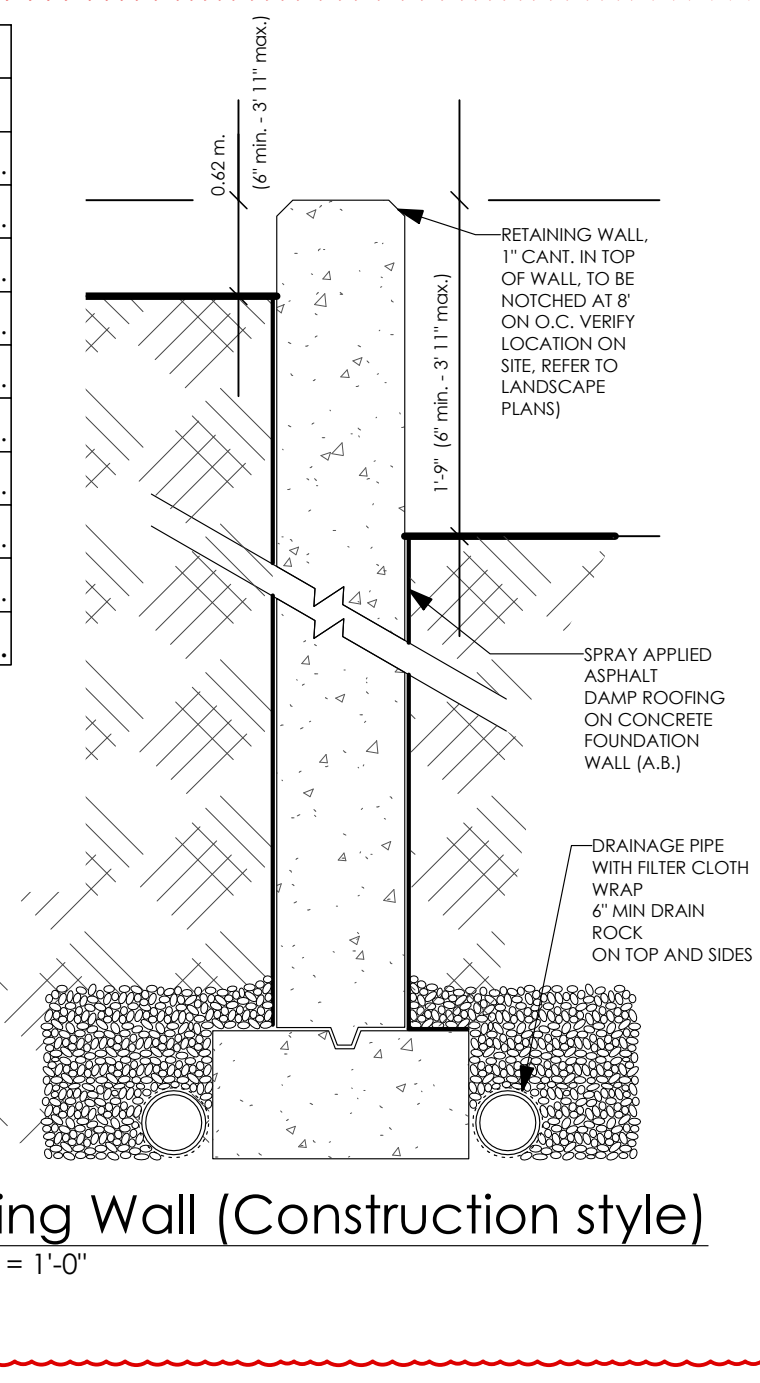 0.62 m.
(6" min. - 3' 11" max.)
1'-9" (6" min. - 3' 11" max.)
RETAINING WALL,
1" CANT. IN TOP
OF WALL, TO BE
NOTCHED AT 8'
ON O.C. VERIFY
LOCATION ON
SITE, REFER TO
LANDSCAPE
PLANS)
SPRAY APPLIED
ASPHALT
DAMP ROOFING
ON CONCRETE
FOUNDATION
WALL (A.B.)
DRAINAGE PIPE
WITH FILTER CLOTH
WRAP
6" MIN DRAIN
ROCK
ON TOP AND SIDES
ing Wall (Construction style)
= 1'-0"